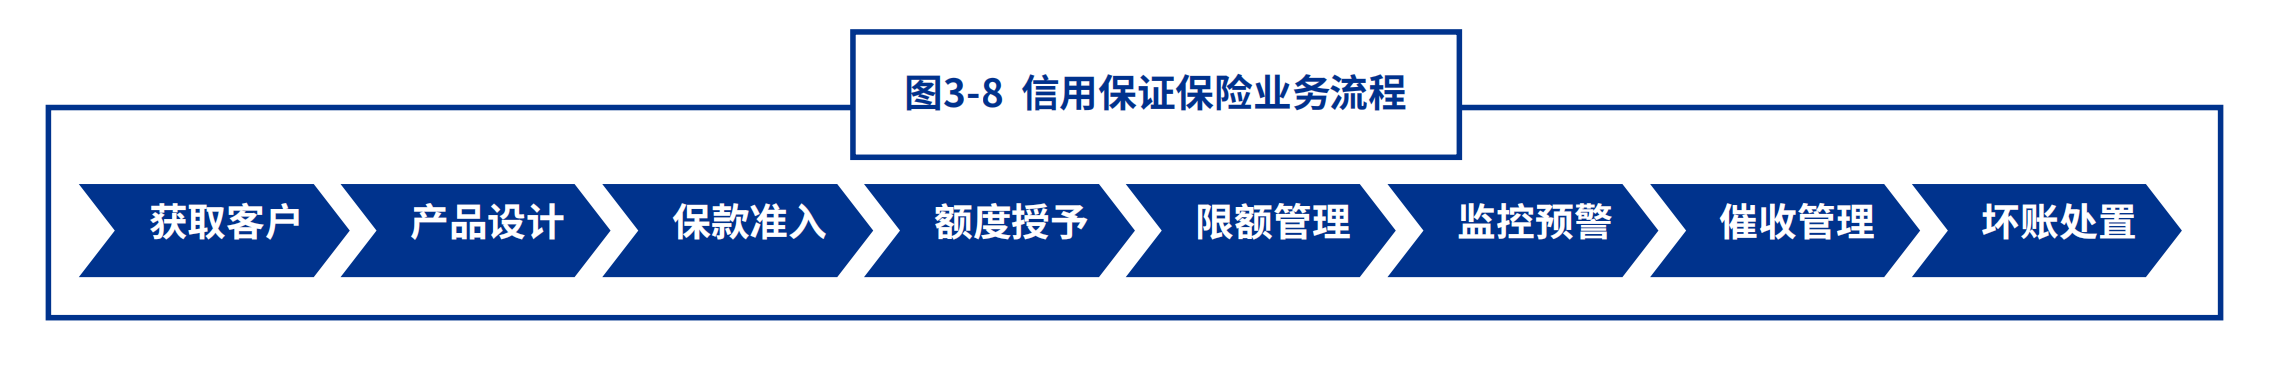 图3-8 信用保证保险业务流程
获取客户
产品设计
保款准入
额度授予
限额管理
监控预警
催收管理
坏账处置